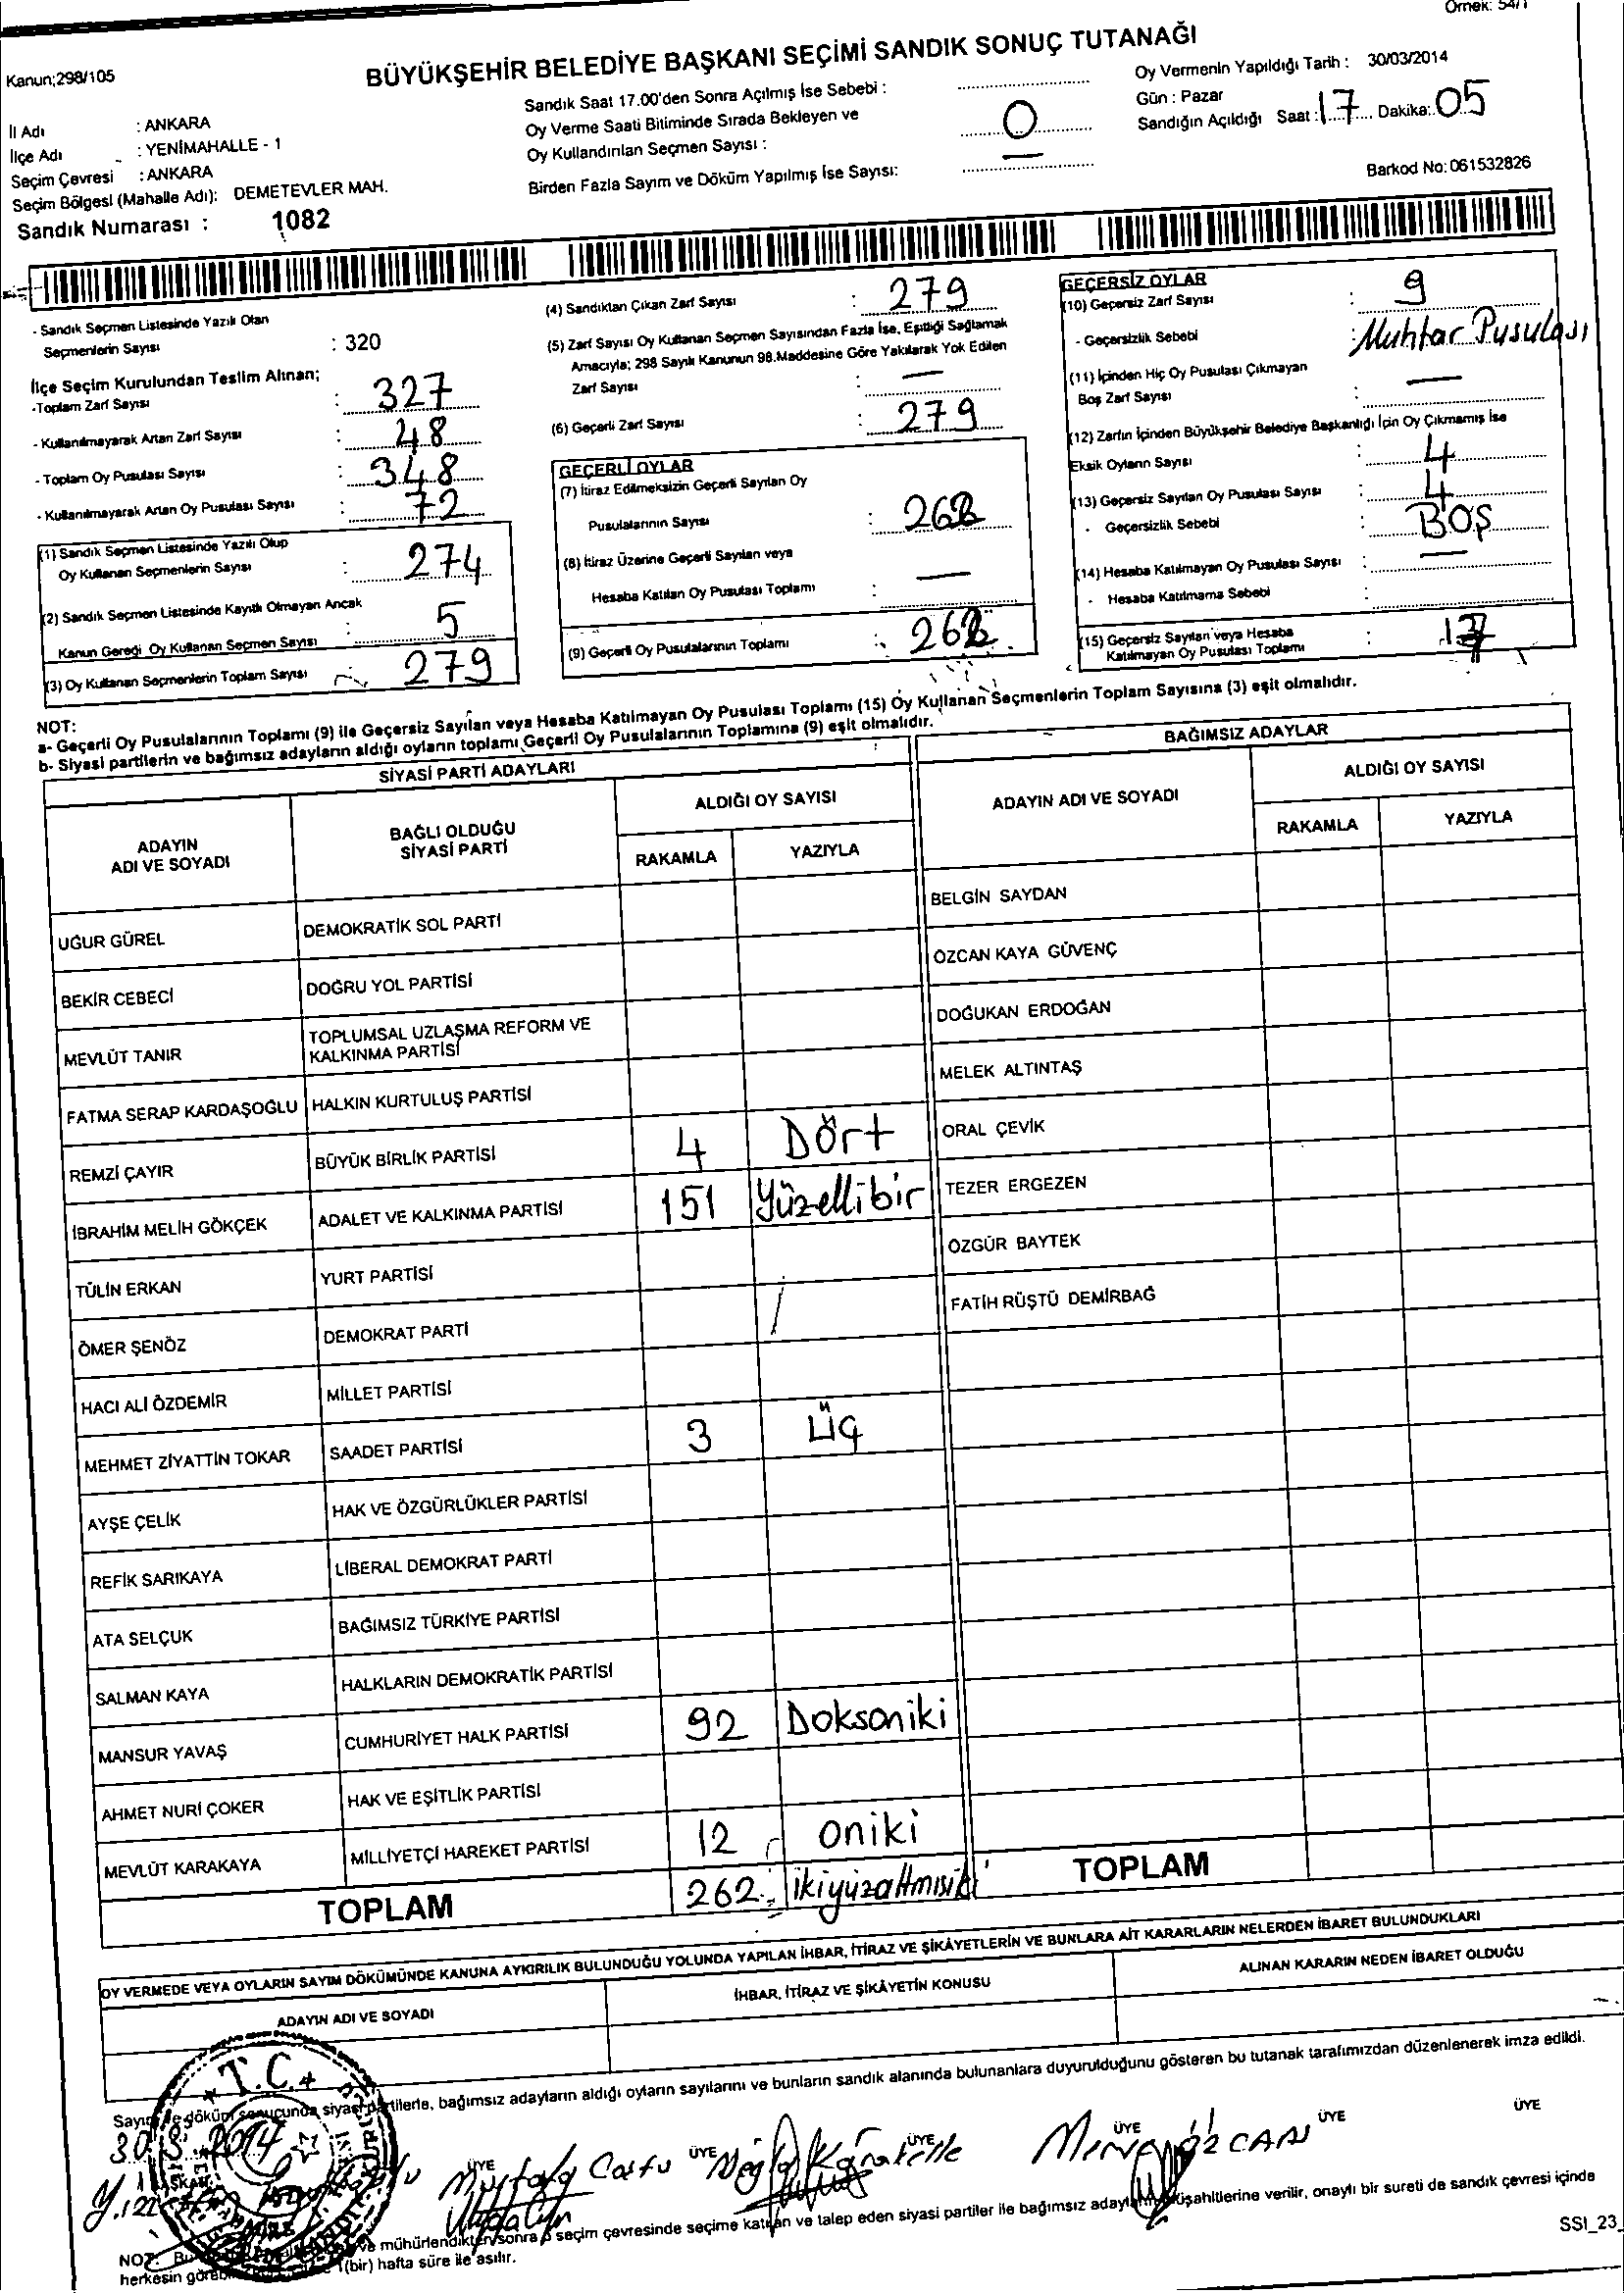 Örnek: 54/1
Kanun;298/105
BÜYÜKŞEHİR BELEDİYE BAŞKANI SEÇİMİ SANDIK SONUÇ TUTANAĞI
İl Adı : ANKARA
İlçe Adı : YENİMAHALLE - 1
Seçim Çevresi : ANKARA
Seçim Bölgesi (Mahalle Adı): DEMETEVLER MAH.
Sandık Numarası : 1082
Sandık Saat 17.00'den Sonra Açılmış İse Sebebi :
Oy Verme Saati Bitiminde Sırada Bekleyen ve
Oy Kullandırılan Seçmen Sayısı : 0
Birden Fazla Sayım ve Döküm Yapılmış İse Sayısı: —
Oy Vermenin Yapıldığı Tarih : 30/03/2014
Gün : Pazar
Sandığın Açıldığı Saat : 17 Dakika: 05
Barkod No: 061532826
- Sandık Seçmen Listesinde Yazılı Olan
Seçmenlerin Sayısı : 320
İlçe Seçim Kurulundan Teslim Alınan;
-Toplam Zarf Sayısı : 327
- Kullanılmayarak Artan Zarf Sayısı : 48
- Toplam Oy Pusulası Sayısı : 348
- Kullanılmayarak Artan Oy Pusulası Sayısı : 72
(1) Sandık Seçmen Listesinde Yazılı Olup
Oy Kullanan Seçmenlerin Sayısı : 274
(2) Sandık Seçmen Listesinde Kayıtlı Olmayan Ancak
Kanun Gereği Oy Kullanan Seçmen Sayısı : 5
(3) Oy Kullanan Seçmenlerin Toplam Sayısı 279
(4) Sandıktan Çıkan Zarf Sayısı : 279
(5) Zarf Sayısı Oy Kullanan Seçmen Sayısından Fazla İse, Eşitliği Sağlamak
Amacıyla; 298 Sayılı Kanunun 98.Maddesine Göre Yakılarak Yok Edilen
Zarf Sayısı : —
(6) Geçerli Zarf Sayısı : 279
GEÇERLİ OYLAR
(7) İtiraz Edilmeksizin Geçerli Sayılan Oy
Pusulalarının Sayısı : 262
(8) İtiraz Üzerine Geçerli Sayılan veya
Hesaba Katılan Oy Pusulası Toplamı : —
(9) Geçerli Oy Pusulalarının Toplamı : 262
GEÇERSİZ OYLAR
(10) Geçersiz Zarf Sayısı : 9
- Geçersizlik Sebebi : Muhtar Pusulası
(11) İçinden Hiç Oy Pusulası Çıkmayan
Boş Zarf Sayısı : —
(12) Zarfın İçinden Büyükşehir Belediye Başkanlığı İçin Oy Çıkmamış İse
Eksik Oyların Sayısı : 4
(13) Geçersiz Sayılan Oy Pusulası Sayısı : 4
- Geçersizlik Sebebi : BOŞ
(14) Hesaba Katılmayan Oy Pusulası Sayısı : —
- Hesaba Katılmama Sebebi :
(15) Geçersiz Sayılan veya Hesaba
Katılmayan Oy Pusulası Toplamı : 17
NOT:
a- Geçerli Oy Pusulalarının Toplamı (9) ile Geçersiz Sayılan veya Hesaba Katılmayan Oy Pusulası Toplamı (15) Oy Kullanan Seçmenlerin Toplam Sayısına (3) eşit olmalıdır.
b- Siyasi partilerin ve bağımsız adayların aldığı oyların toplamı Geçerli Oy Pusulalarının Toplamına (9) eşit olmalıdır.
SİYASİ PARTİ ADAYLARI
ADAYIN ADI VE SOYADI
BAĞLI OLDUĞU SİYASİ PARTİ
ALDIĞI OY SAYISI
RAKAMLA YAZIYLA
UĞUR GÜREL DEMOKRATİK SOL PARTİ
BEKİR CEBECİ DOĞRU YOL PARTİSİ
MEVLÜT TANIR TOPLUMSAL UZLAŞMA REFORM VE KALKINMA PARTİSİ
FATMA SERAP KARDAŞOĞLU HALKIN KURTULUŞ PARTİSİ
REMZİ ÇAYIR BÜYÜK BİRLİK PARTİSİ 4 Dört
İBRAHİM MELİH GÖKÇEK ADALET VE KALKINMA PARTİSİ 151 Yüzellibir
TÜLİN ERKAN YURT PARTİSİ
ÖMER ŞENÖZ DEMOKRAT PARTİ
HACI ALİ ÖZDEMİR MİLLET PARTİSİ
MEHMET ZİYATTİN TOKAR SAADET PARTİSİ 3 Üç
AYŞE ÇELİK HAK VE ÖZGÜRLÜKLER PARTİSİ
REFİK SARIKAYA LİBERAL DEMOKRAT PARTİ
ATA SELÇUK BAĞIMSIZ TÜRKİYE PARTİSİ
SALMAN KAYA HALKLARIN DEMOKRATİK PARTİSİ
MANSUR YAVAŞ CUMHURİYET HALK PARTİSİ 92 Doksaniki
AHMET NURİ ÇOKER HAK VE EŞİTLİK PARTİSİ
MEVLÜT KARAKAYA MİLLİYETÇİ HAREKET PARTİSİ 12 oniki
TOPLAM 262 ikiyüzaltmışiki
BAĞIMSIZ ADAYLAR
ADAYIN ADI VE SOYADI
ALDIĞI OY SAYISI
RAKAMLA YAZIYLA
BELGİN SAYDAN
ÖZCAN KAYA GÜVENÇ
DOĞUKAN ERDOĞAN
MELEK ALTINTAŞ
ORAL ÇEVİK
TEZER ERGEZEN
ÖZGÜR BAYTEK
FATİH RÜŞTÜ DEMİRBAĞ
TOPLAM
OY VERMEDE VEYA OYLARIN SAYIM DÖKÜMÜNDE KANUNA AYKIRILIK BULUNDUĞU YOLUNDA YAPILAN İHBAR, İTİRAZ VE ŞİKÂYETLERİN VE BUNLARA AİT KARARLARIN NELERDEN İBARET BULUNDUKLARI
ADAYIN ADI VE SOYADI
İHBAR, İTİRAZ VE ŞİKÂYETİN KONUSU
ALINAN KARARIN NEDEN İBARET OLDUĞU
T.C.
Sayım ve döküm sonucunda siyasi partilerle, bağımsız adayların aldığı oyların sayılarını ve bunların sandık alanında bulunanlara duyurulduğunu gösteren bu tutanak tarafımızdan düzenlenerek imza edildi.
30.3.2014
BAŞKAN ÜYE ÜYE ÜYE ÜYE ÜYE ÜYE
Mustafa
NOT: Bu ve mühürlendikten sonra o seçim çevresinde seçime katılan ve talep eden siyasi partiler ile bağımsız adayların müşahitlerine verilir, onaylı bir sureti de sandık çevresi içinde
herkesin 1(bir) hafta süre ile asılır.
SSI_23_